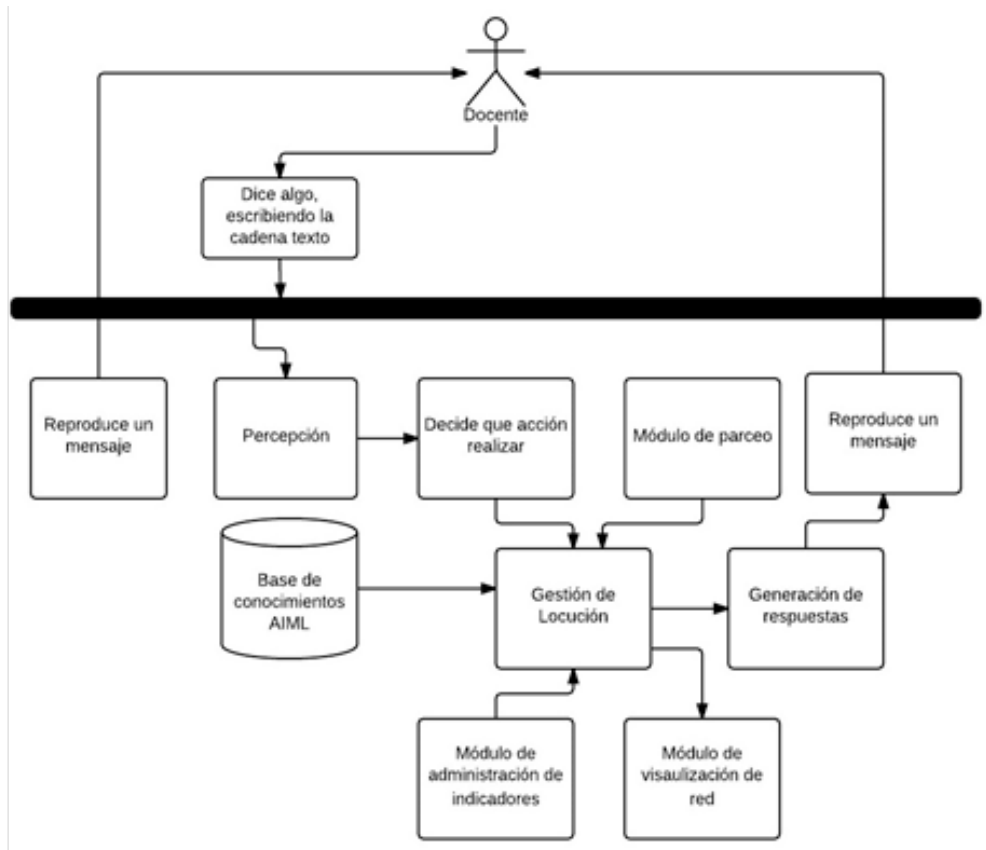 Docente
Dice algo,
escribiendo la
cadena texto
Reproduce un
mensaje
Percepción
Decide que acción
realizar
Módulo de parceo
Reproduce un
mensaje
Base de
conocimientos
AIML
Gestión de
Locución
Generación de
respuestas
Módulo de
administración de
indicadores
Módulo de
visaulización de
red